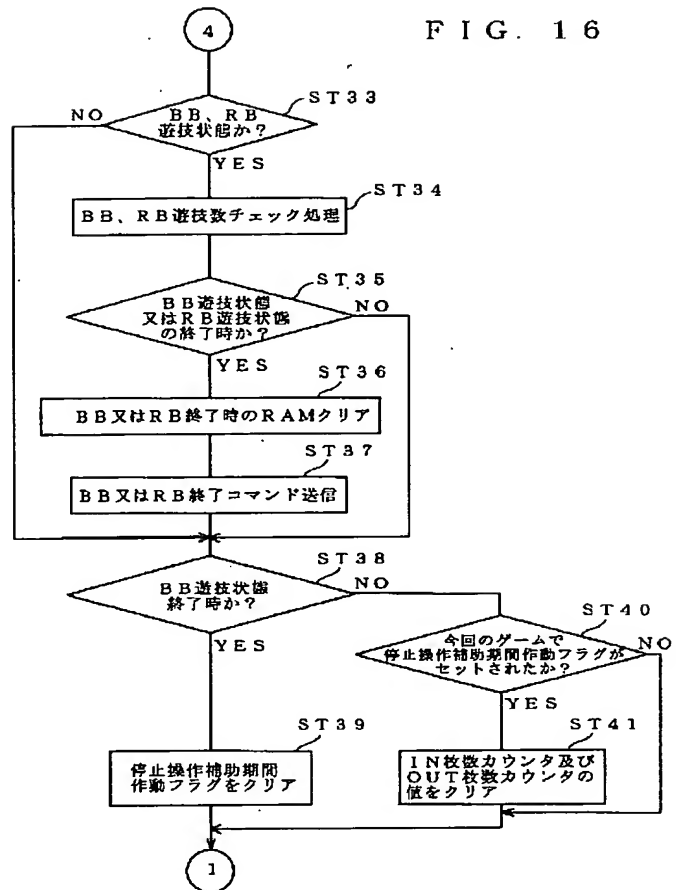 FIG. 16
4
ST33
NO
BB、RB
遊技状態か?
YES
ST34
BB、RB遊技数チェック処理
ST35
BB遊技状態
又はRB遊技状態
の終了時か?
NO
YES
ST36
BB又はRB終了時のRAMクリア
ST37
BB又はRB終了コマンド送信
ST38
BB遊技状態
終了時か?
NO
YES
ST40
今回のゲームで
停止操作補助期間作動フラグが
セットされたか?
NO
YES
ST39
停止操作補助期間
作動フラグをクリア
ST41
IN枚数カウンタ及び
OUT枚数カウンタの
値をクリア
1